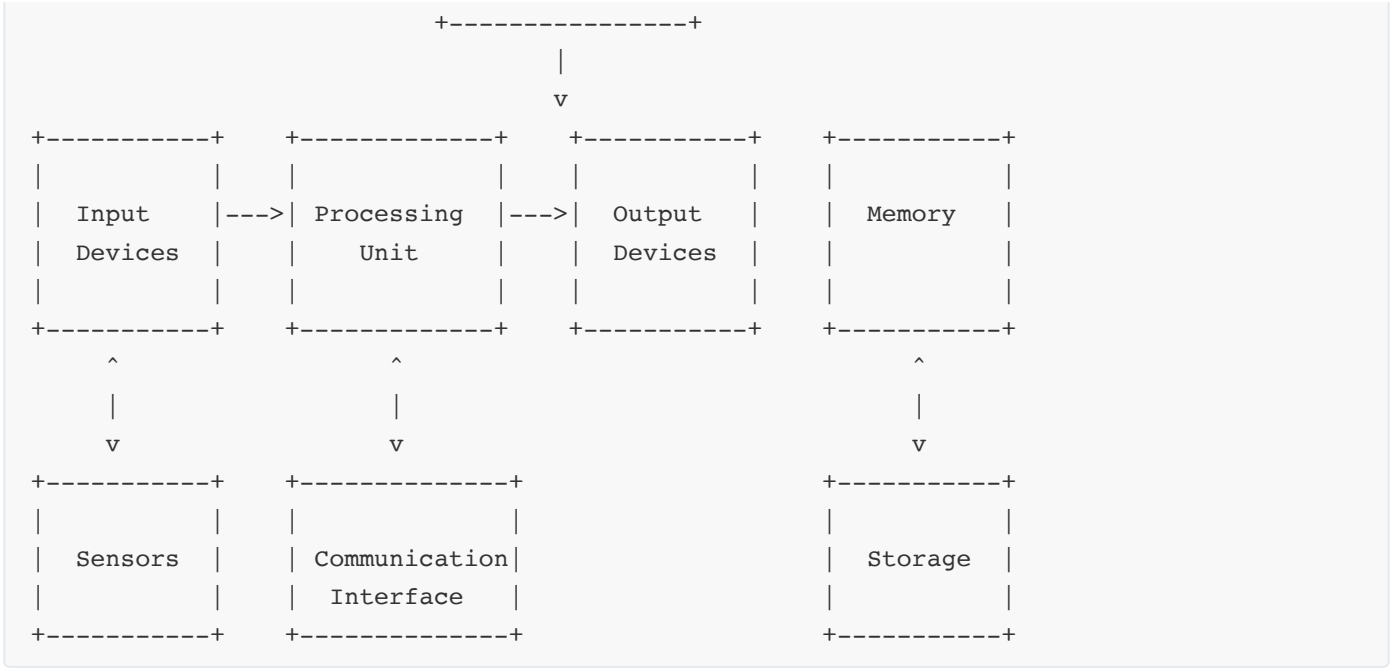 +----------------+
|
v
+-----------+ +-------------+ +-----------+ +-----------+
| | | | | | | |
| Input |--->| Processing |--->| Output | | Memory |
| Devices | | Unit | | Devices | | |
| | | | | | | |
+-----------+ +-------------+ +-----------+ +-----------+
^ ^ ^
| | |
v v v
+-----------+ +--------------+ +-----------+
| | | | | |
| Sensors | | Communication| | Storage |
| | | Interface | | |
+-----------+ +--------------+ +-----------+